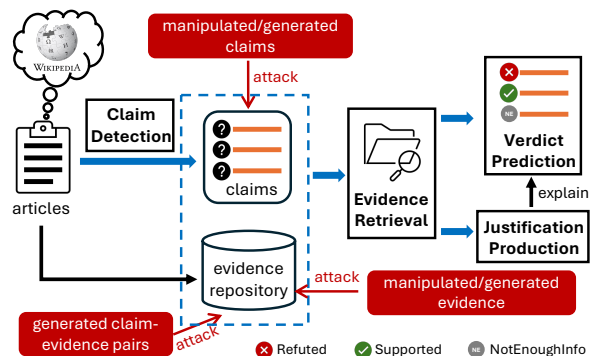 manipulated/generated
claims
WIKIPEDIA
attack
Claim
Detection
?
?
?
claims
articles
Evidence
Retrieval
NE
Verdict
Prediction
explain
Justification
Production
evidence
repository
attack
manipulated/generated
evidence
generated claim-
evidence pairs
attack
Refuted
Supported
NE NotEnoughInfo